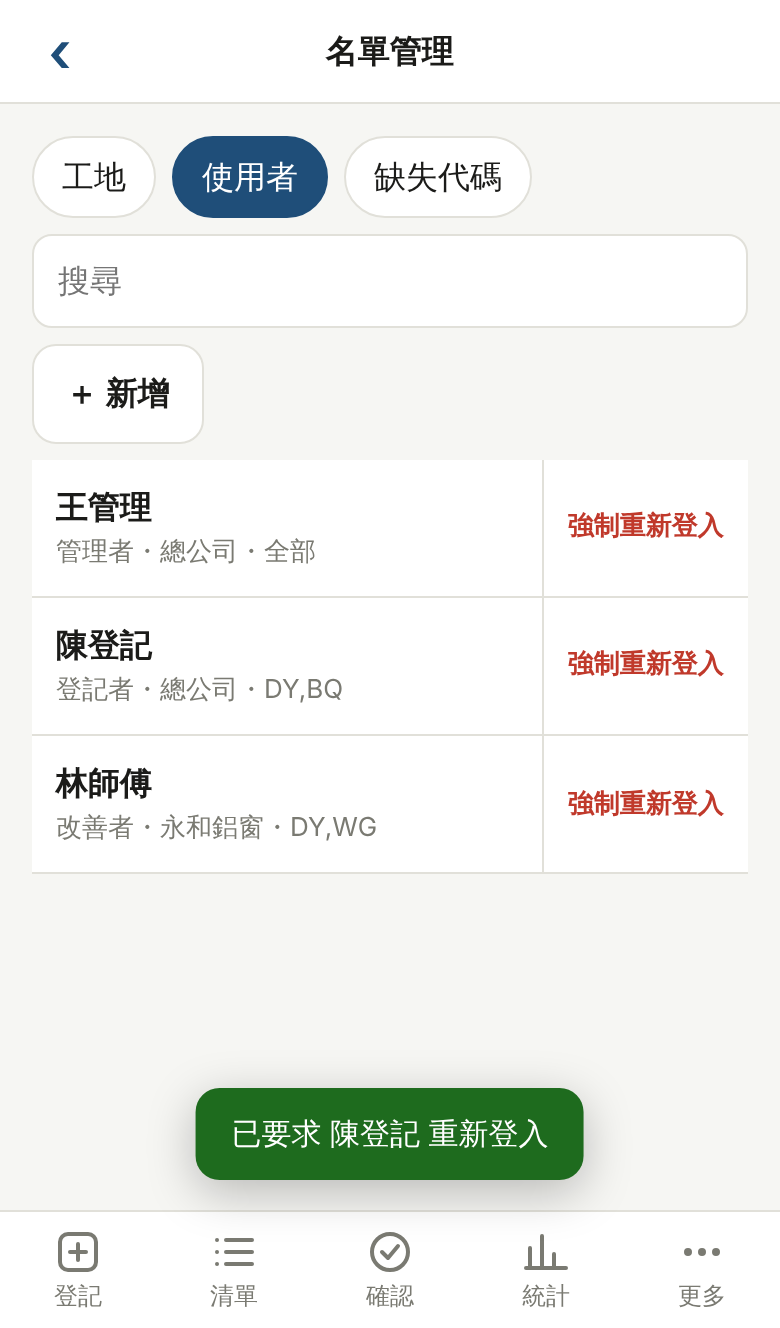 ‹ 名單管理
工地 使用者 缺失代碼
搜尋
+ 新增
王管理
管理者・總公司・全部
強制重新登入
陳登記
登記者・總公司・DY,BQ
強制重新登入
林師傅
改善者・永和鋁窗・DY,WG
強制重新登入
已要求 陳登記 重新登入
登記 清單 確認 統計 更多